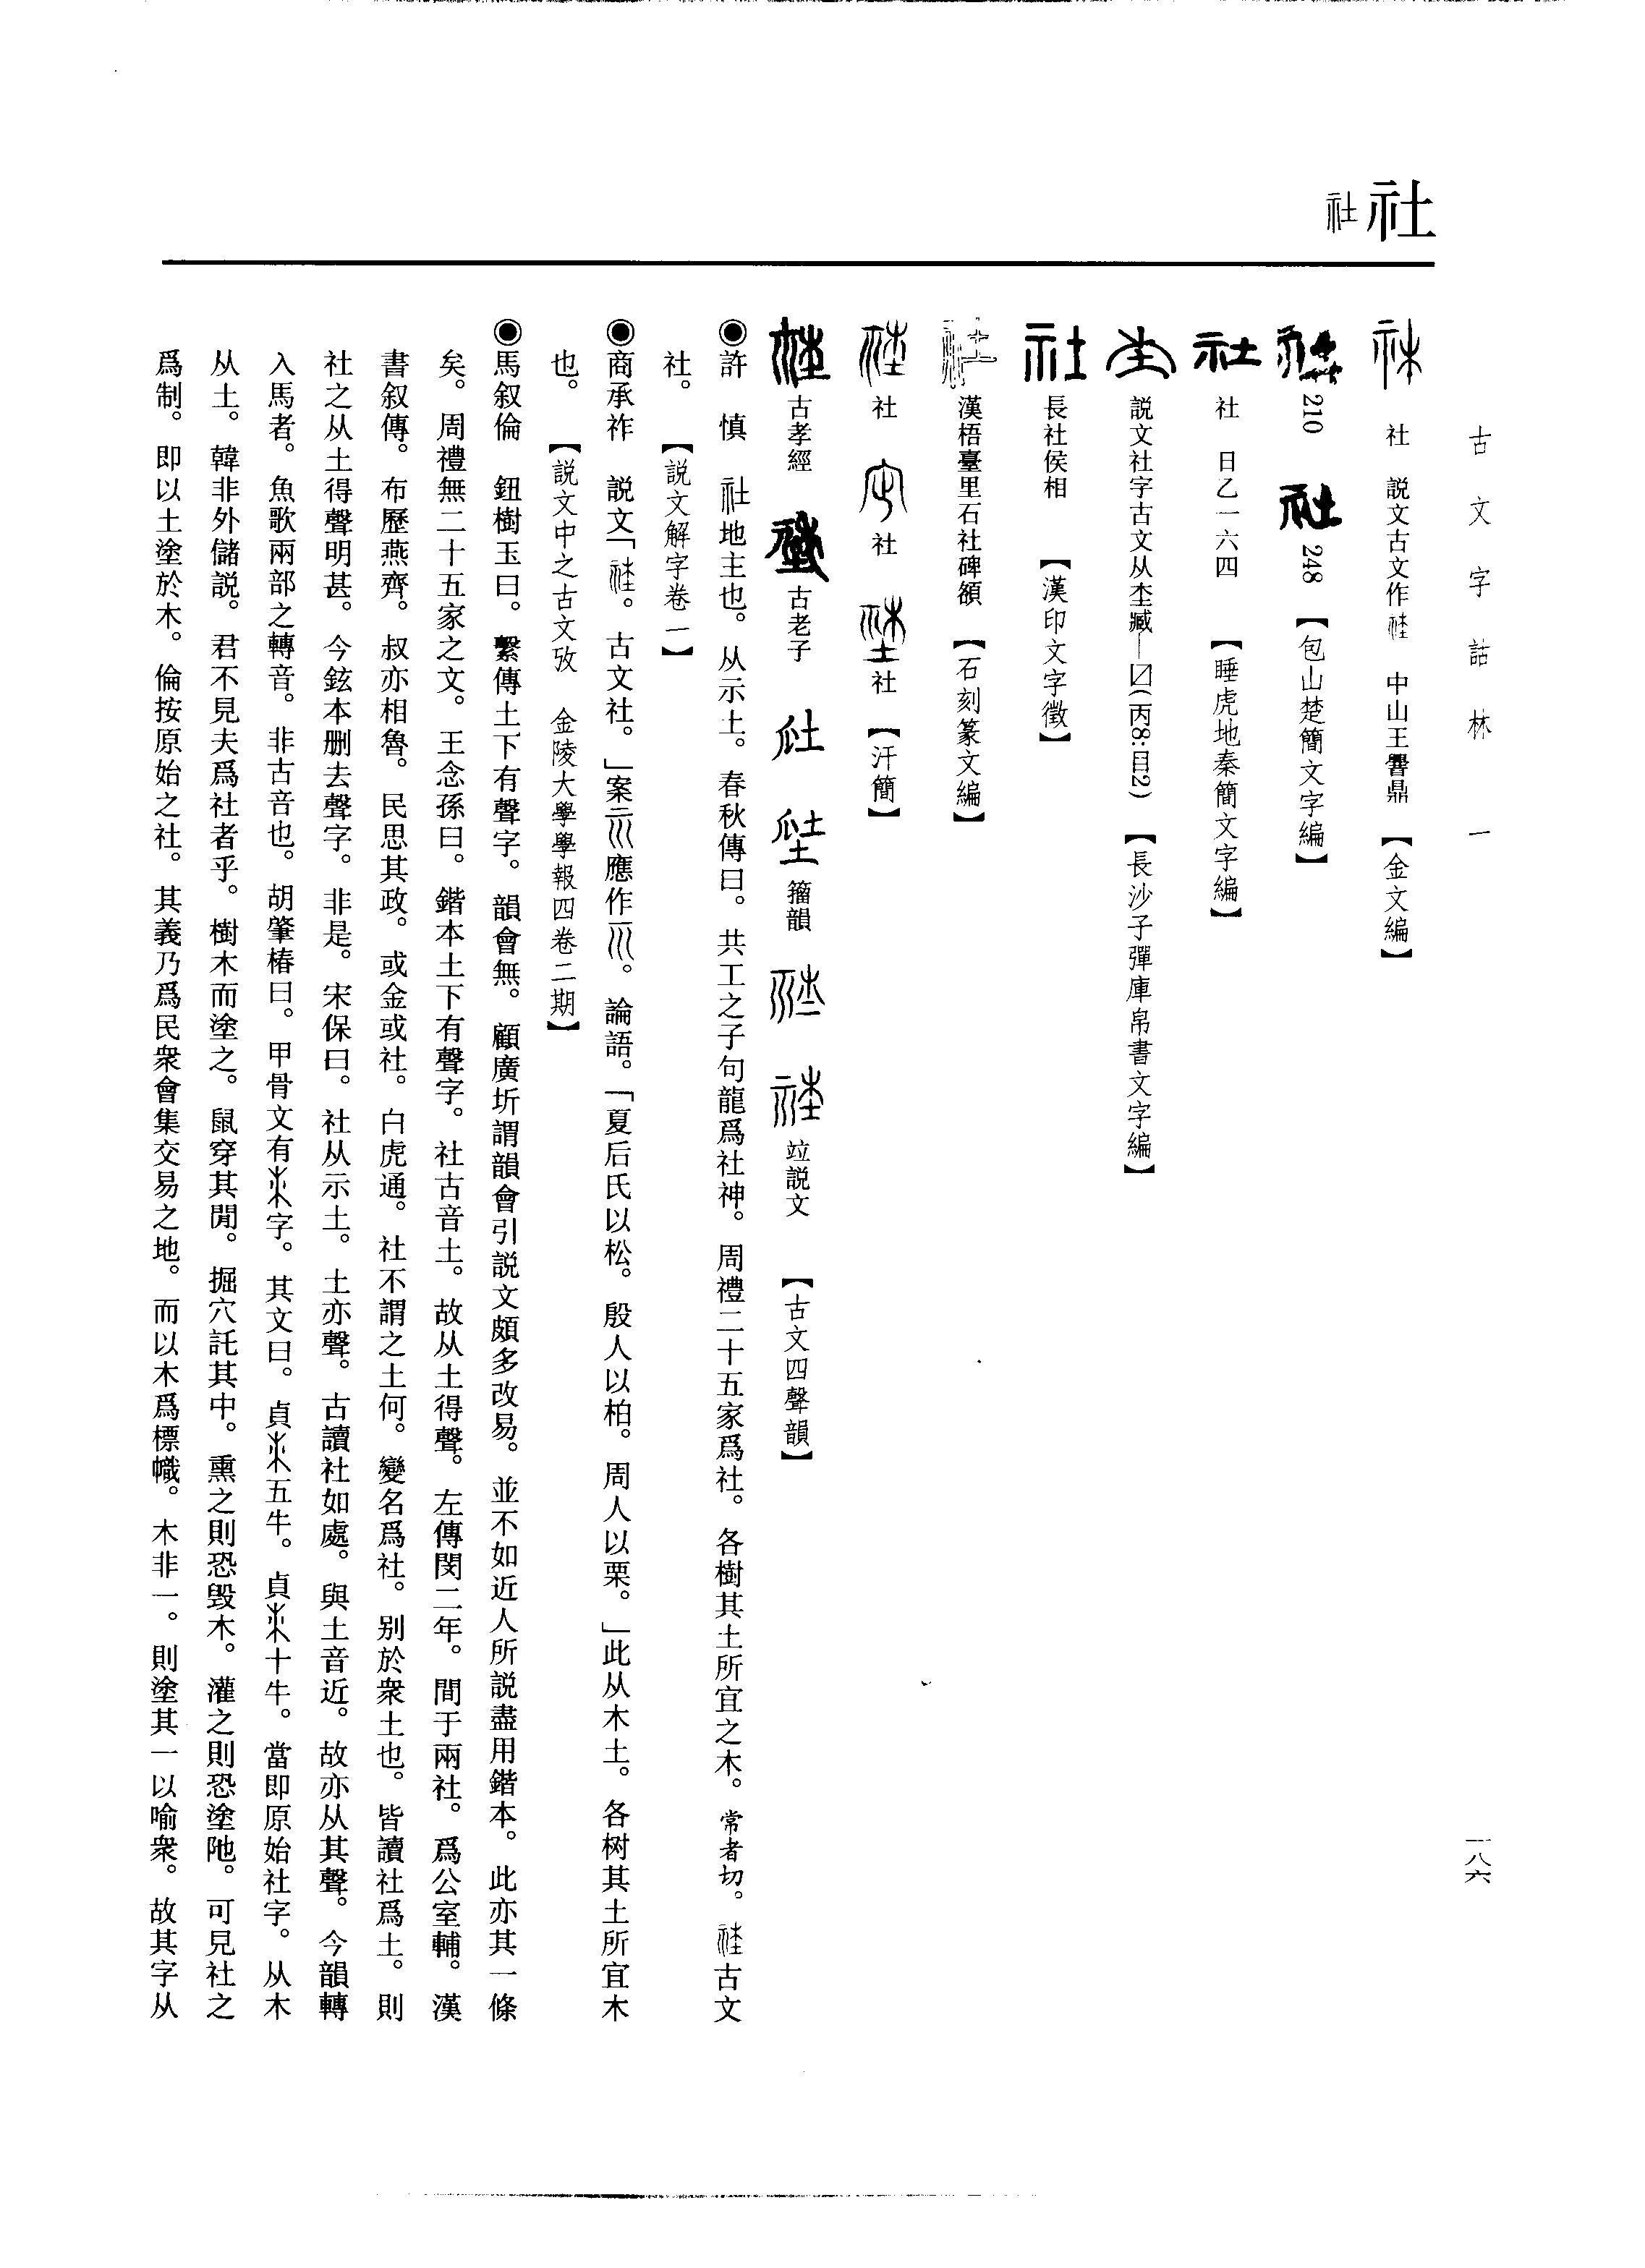 古文字詁林 一
一八六
社 社
社 説文古文作 中山王響鼎 【金文編】
210 248 【包山楚簡文字編】
社 日乙一六四 【睡虎地秦簡文字編】
説文社字古文从坴臧—〼(丙8:目2) 【長沙子彈庫帛書文字編】
長社侯相 【漢印文字徵】
漢梧臺里石社碑額 【石刻篆文編】
社 社 社 【汗簡】
古孝經 古老子 籀韻 竝説文 【古文四聲韻】
◉許 慎 社地主也。从示土。春秋傳曰。共工之子句龍爲社神。周禮二十五家爲社。各樹其土所宜之木。常者切。 古文
社。 【説文解字卷一】
◉商承祚 説文「 。古文社。」案 應作 。論語。「夏后氏以松。殷人以柏。周人以栗。」此从木土。各树其土所宜木
也。 【説文中之古文攷 金陵大學學報四卷二期】
◉馬叙倫 鈕樹玉曰。繫傳土下有聲字。韻會無。顧廣圻謂韻會引説文頗多改易。並不如近人所説盡用鍇本。此亦其一條
矣。周禮無二十五家之文。王念孫曰。鍇本土下有聲字。社古音土。故从土得聲。左傳閔二年。間于兩社。爲公室輔。漢
書叙傳。布歷燕齊。叔亦相魯。民思其政。或金或社。白虎通。社不謂之土何。變名爲社。别於衆土也。皆讀社爲土。則
社之从土得聲明甚。今鉉本删去聲字。非是。宋保曰。社从示土。土亦聲。古讀社如處。與土音近。故亦从其聲。今韻轉
入馬者。魚歌兩部之轉音。非古音也。胡肇椿曰。甲骨文有 字。其文曰。貞 五牛。貞 十牛。當即原始社字。从木
从土。韓非外儲説。君不見夫爲社者乎。樹木而塗之。鼠穿其閒。掘穴託其中。熏之則恐毁木。灌之則恐塗阤。可見社之
爲制。即以土塗於木。倫按原始之社。其義乃爲民衆會集交易之地。而以木爲標幟。木非一。則塗其一以喻衆。故其字从